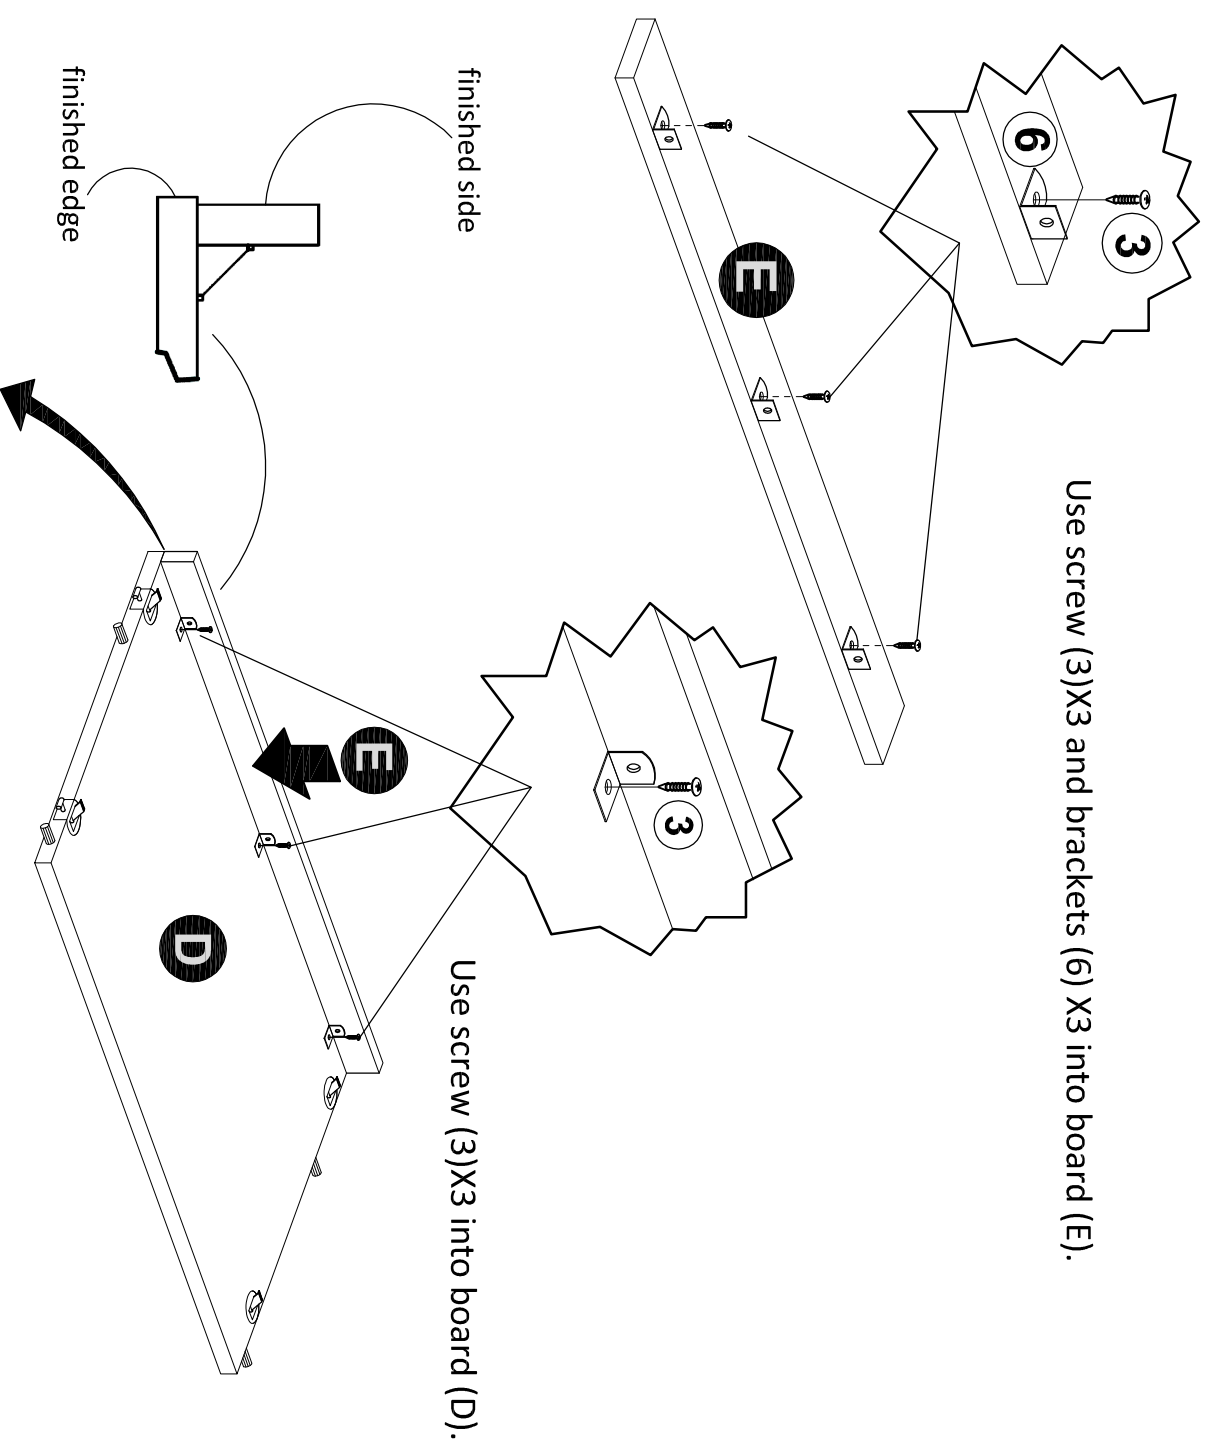 6
3
Use screw (3)X3 and brackets (6) X3 into board (E).
E
3
Use screw (3)X3 into board (D).
E
D
finished side
finished edge